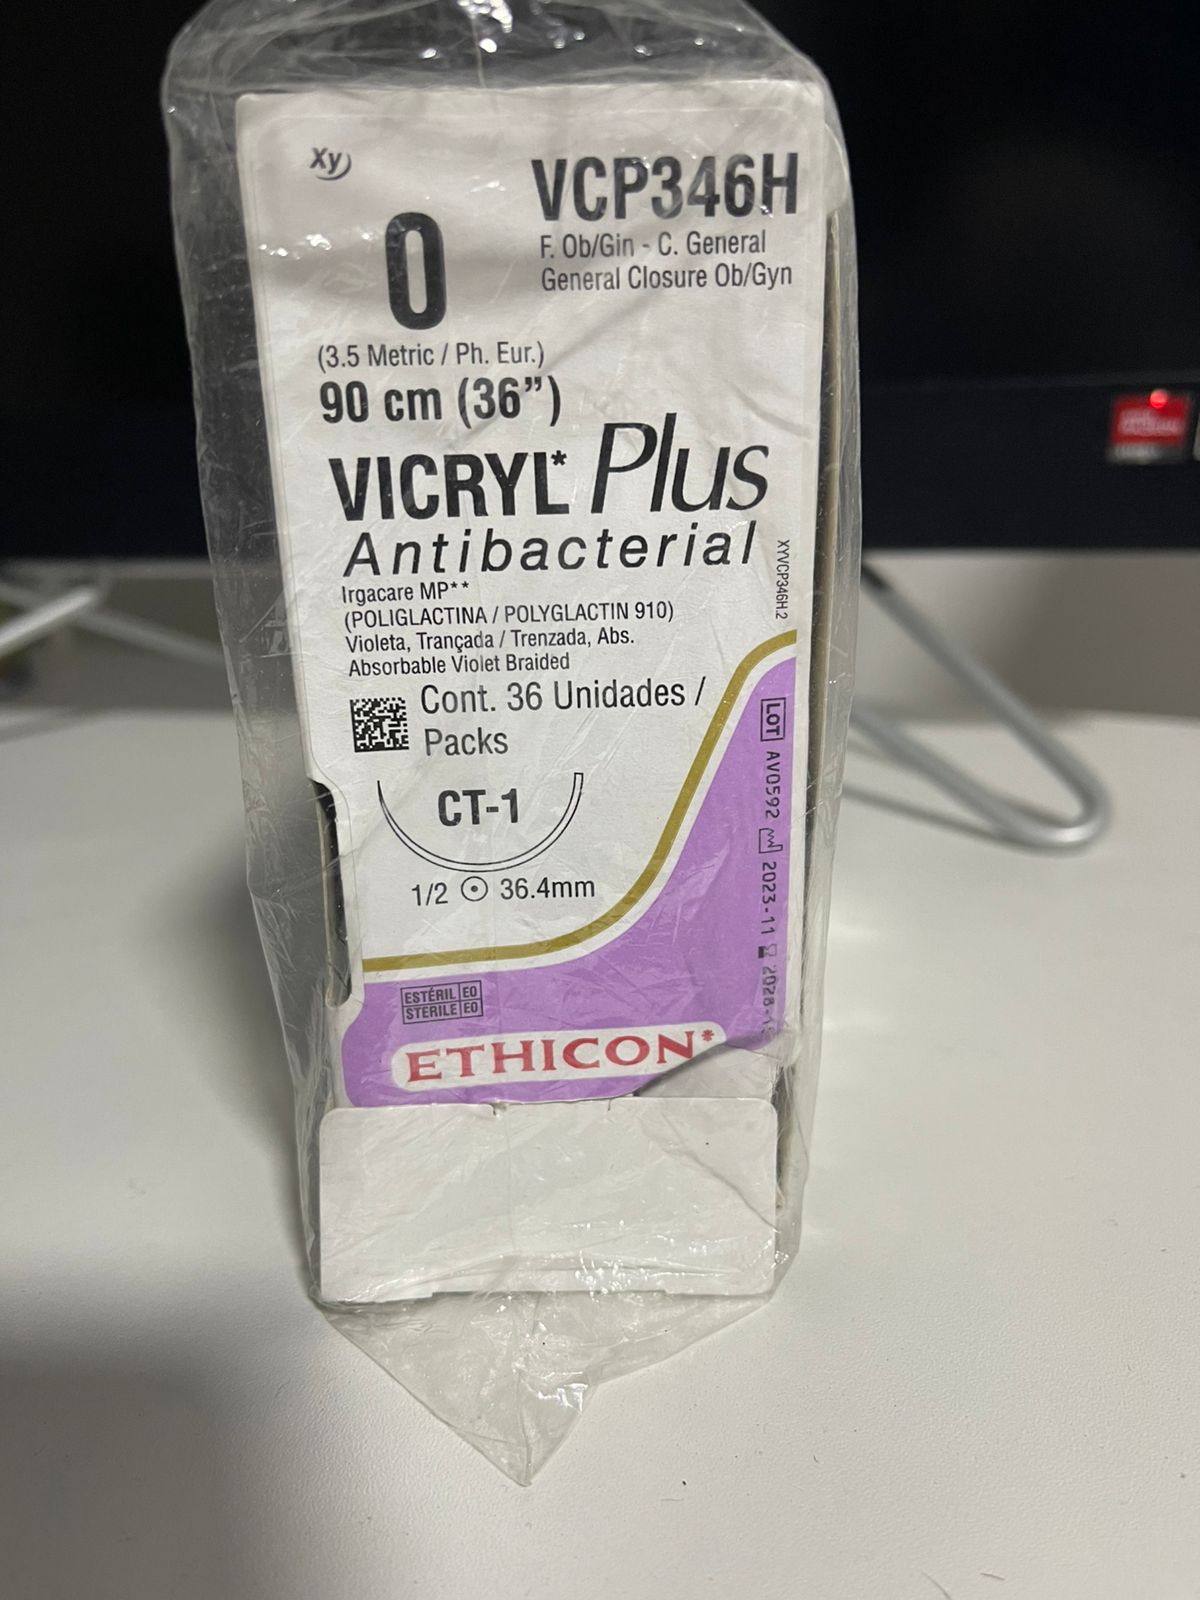 xy
VCP346H
0
F. Ob/Gin - C. General
General Closure Ob/Gyn
(3.5 Metric / Ph. Eur.)
90 cm (36”)
VICRYL* Plus
Antibacterial
Irgacare MP**
(POLIGLACTINA / POLYGLACTIN 910)
Violeta, Trançada / Trenzada, Abs.
Absorbable Violet Braided
XYVCP346H.2
Cont. 36 Unidades /
Packs
CT-1
1/2 36.4mm
LOT AV0592 2023-11
ESTÉRIL EO
STERILE EO
ETHICON*